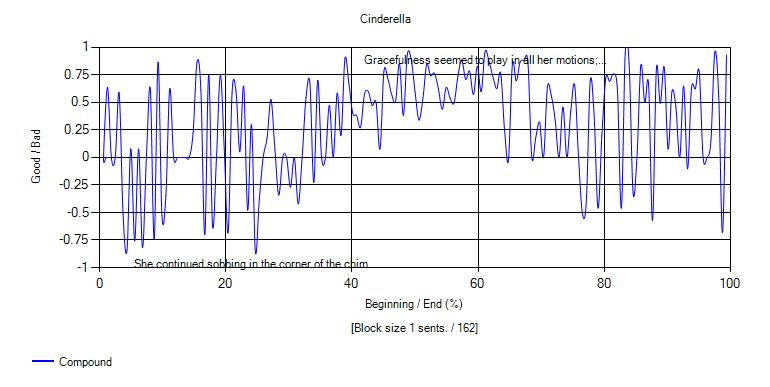 Cinderella
1
0.75
0.5
0.25
0
-0.25
-0.5
-0.75
-1
Good / Bad
Gracefulness seemed to play in all her motions;...
She continued sobbing in the corner of the chim
0 20 40 60 80 100
Beginning / End (%)
[Block size 1 sents. / 162]
Compound